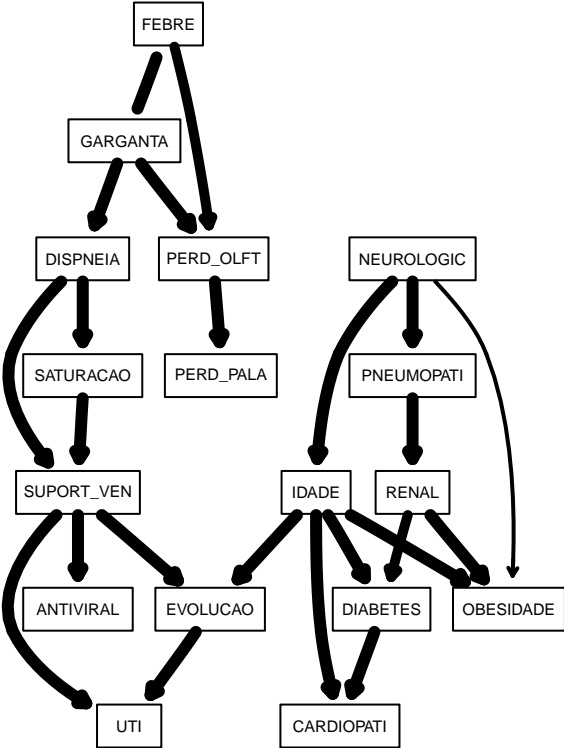 FEBRE
GARGANTA
DISPNEIA
PERD_OLFT
NEUROLOGIC
SATURACAO
PERD_PALA
PNEUMOPATI
SUPORT_VEN
IDADE
RENAL
ANTIVIRAL
EVOLUCAO
DIABETES
OBESIDADE
UTI
CARDIOPATI